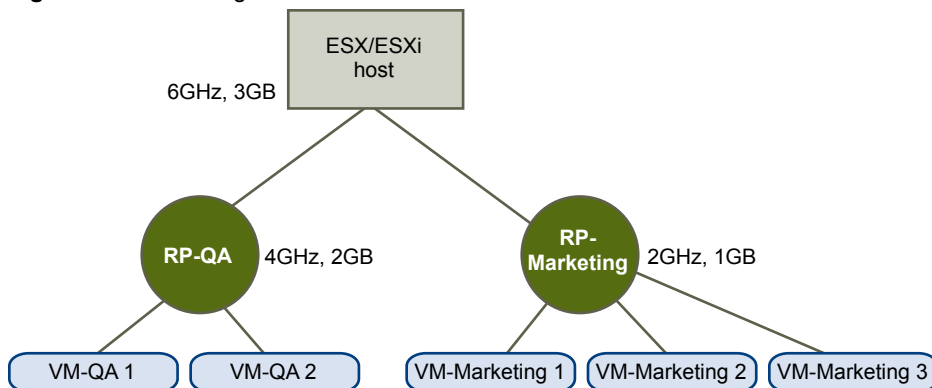 ESX/ESXi
host
6GHz, 3GB
RP-QA
4GHz, 2GB
RP-
Marketing
2GHz, 1GB
VM-QA 1
VM-QA 2
VM-Marketing 1
VM-Marketing 2
VM-Marketing 3